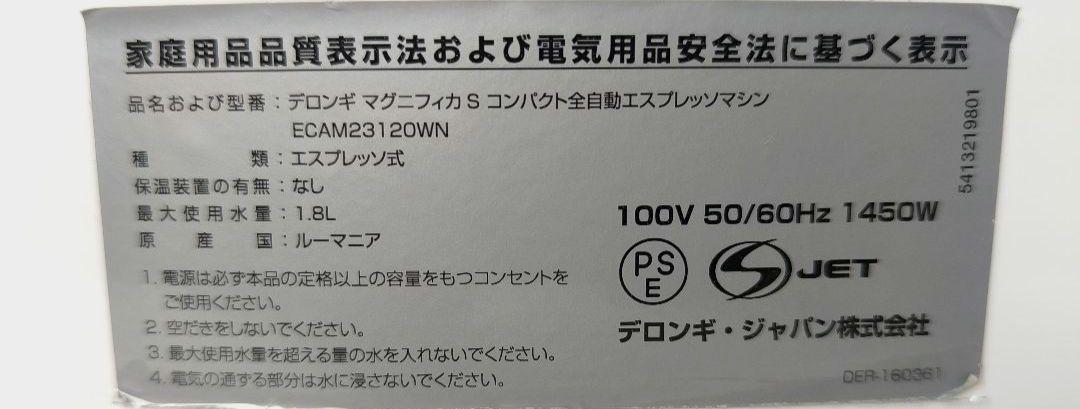 家庭用品品質表示法および電気用品安全法に基づく表示
品名および型番：デロンギ マグニフィカ S コンパクト全自動エスプレッソマシン
ECAM23120WN
種類：エスプレッソ式
保温装置の有無：なし
最大使用水量：1.8L
原産国：ルーマニア
1. 電源は必ず本品の定格以上の容量をもつコンセントを
ご使用ください。
2. 空だきをしないでください。
3. 最大使用水量を超える量の水を入れないでください。
4. 電気の通ずる部分は水に浸さないでください。
5413219801
100V 50/60Hz 1450W
PS
E
S JET
デロンギ・ジャパン株式会社
DER-160361